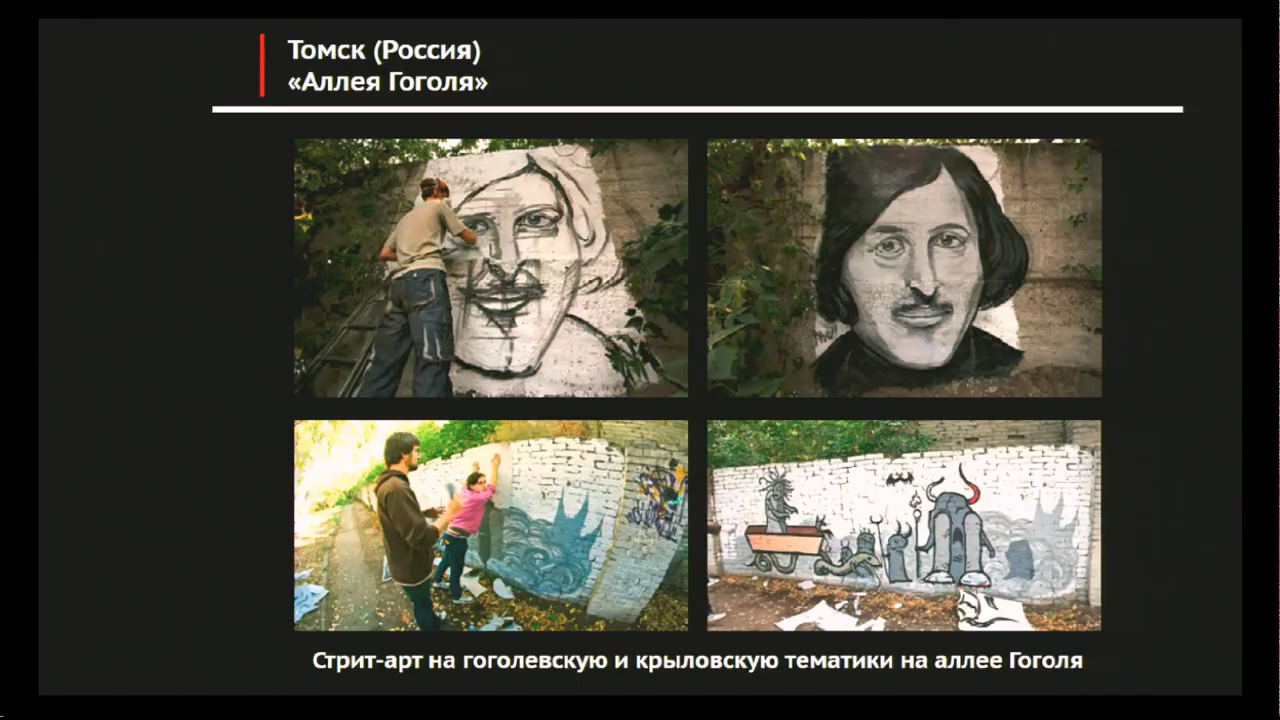 Томск (Россия)
«Аллея Гоголя»
Стрит-арт на гоголевскую и крыловскую тематики на аллее Гоголя